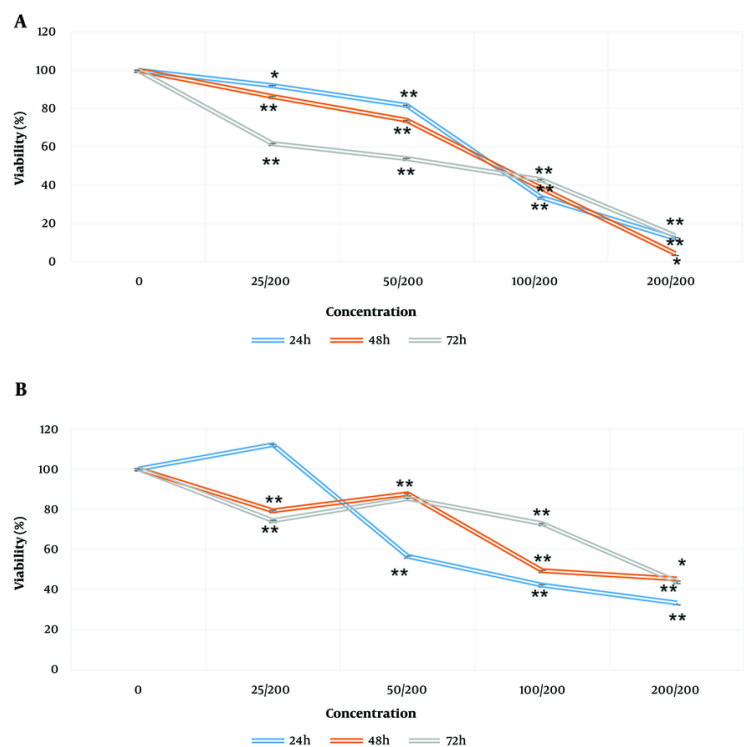 A
120
100
80
60
40
20
0
Viability (%)
* ** ** ** ** ** ** ** ** ** ** *
0 25/200 50/200 100/200 200/200
Concentration
24h 48h 72h
B
120
100
80
60
40
20
0
Viability (%)
** ** ** ** ** ** ** * ** **
0 25/200 50/200 100/200 200/200
Concentration
24h 48h 72h